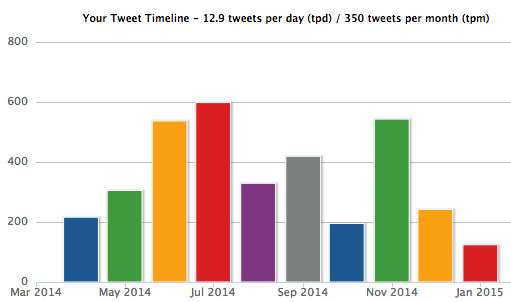 Your Tweet Timeline - 12.9 tweets per day (tpd) / 350 tweets per month (tpm)
800
600
400
200
0
Mar 2014 May 2014 Jul 2014 Sep 2014 Nov 2014 Jan 2015